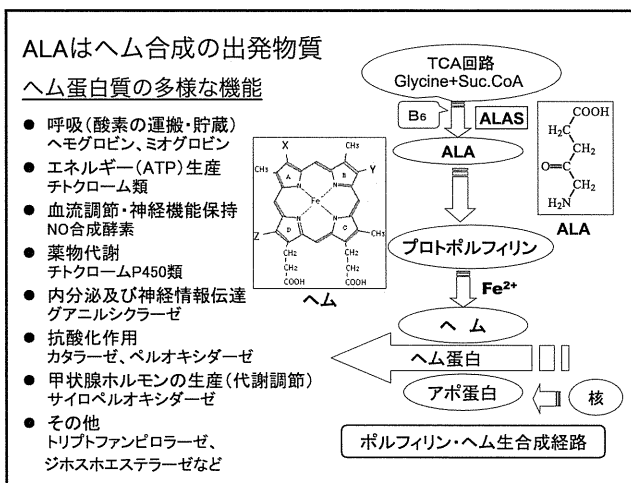 ALAはヘム合成の出発物質
ヘム蛋白質の多様な機能
● 呼吸(酸素の運搬・貯蔵)
ヘモグロビン、ミオグロビン
● エネルギー(ATP)生産
チトクローム類
● 血流調節・神経機能保持
NO合成酵素
● 薬物代謝
チトクロームP450類
● 内分泌及び神経情報伝達
グアニルシクラーゼ
● 抗酸化作用
カタラーゼ、ペルオキシダーゼ
● 甲状腺ホルモンの生産(代謝調節)
サイロペルオキシダーゼ
● その他
トリプトファンピロラーゼ、
ジホスホエステラーゼなど
X
CH₃
CH₃
Y
A
B
N
N
Fe
N
N
D
C
Z
CH₃
CH₂
CH₂
CH₂
CH₂
COOH
COOH
ヘム
TCA回路
Glycine+Suc.CoA
B₆
ALAS
ALA
プロトポルフィリン
Fe²⁺
ヘム
ヘム蛋白
アポ蛋白
核
COOH
H₂C
CH₂
O
CH₂
H₂N
ALA
ポルフィリン・ヘム生合成経路